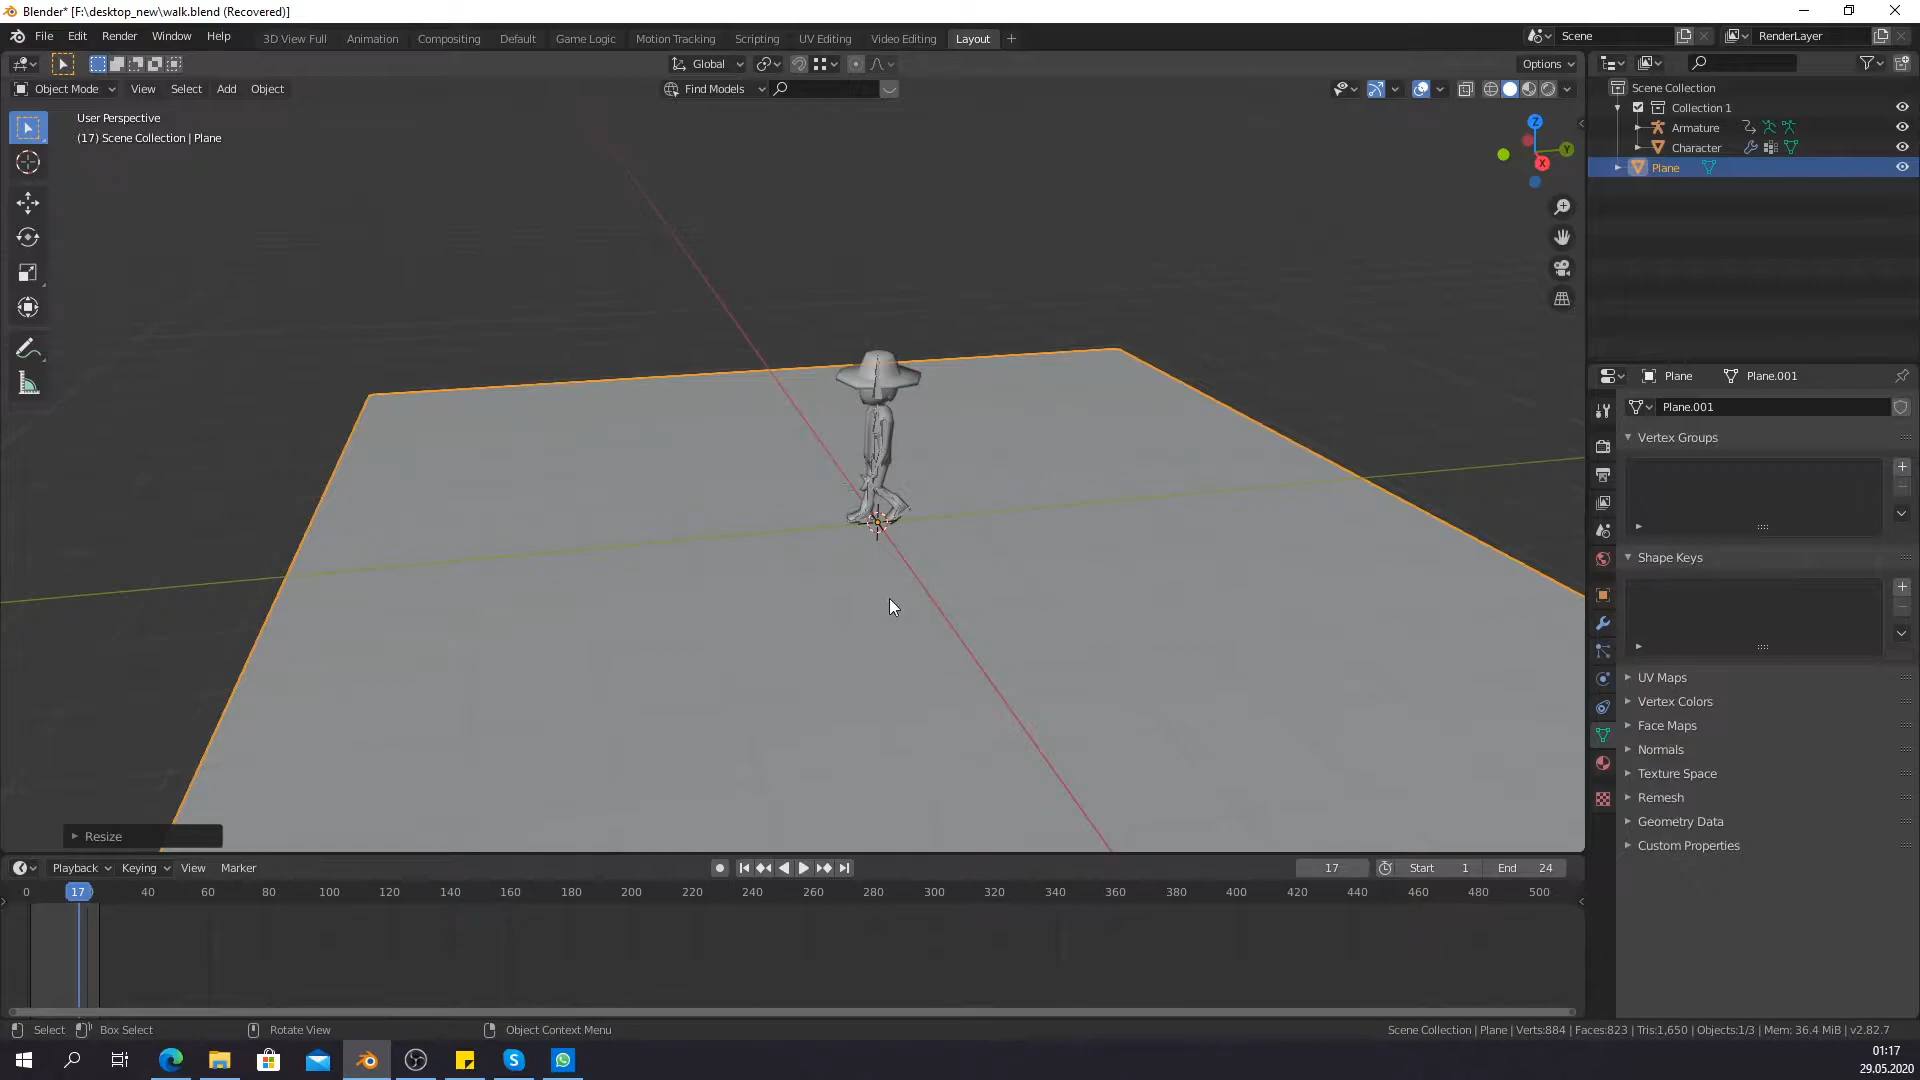 Blender* [F:\desktop_new\walk.blend (Recovered)]
File Edit Render Window Help 3D View Full Animation Compositing Default Game Logic Motion Tracking Scripting UV Editing Video Editing Layout
Scene
RenderLayer
Global
Options
Object Mode View Select Add Object
Find Models
User Perspective
(17) Scene Collection | Plane
Z
Y
X
Scene Collection
Collection 1
Armature
Character
Plane
Plane Plane.001
Plane.001
Vertex Groups
Shape Keys
UV Maps
Vertex Colors
Face Maps
Normals
Texture Space
Remesh
Geometry Data
Custom Properties
Resize
Playback Keying View Marker
17 Start 1 End 24
0 17 40 60 80 100 120 140 160 180 200 220 240 260 280 300 320 340 360 380 400 420 440 460 480 500
Select Box Select Rotate View Object Context Menu
Scene Collection | Plane | Verts:884 | Faces:823 | Tris:1,650 | Objects:1/3 | Mem: 36.4 MiB | v2.82.7
01:17
29.05.2020